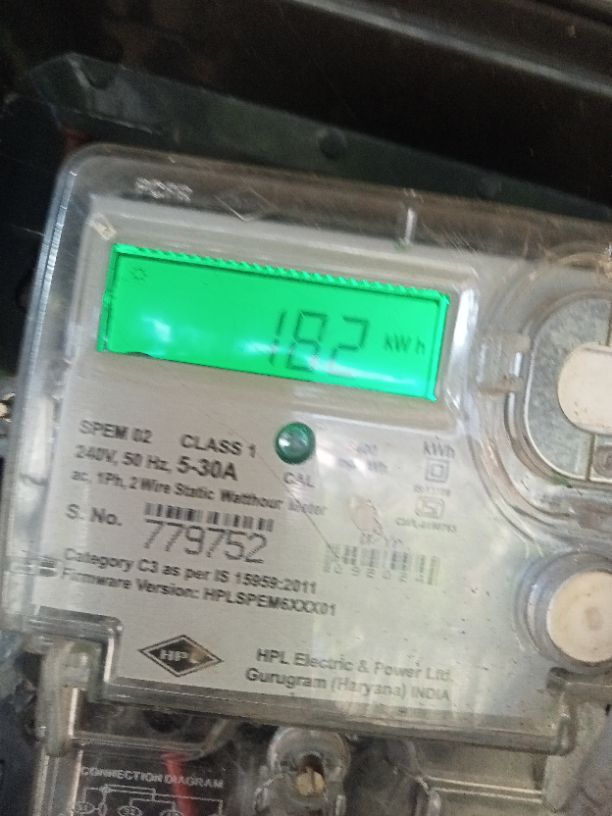 182 kWh
SPEM 02 CLASS 1 kWh
240V, 50 Hz, 5-30A
CAL
ac, 1Ph, 2 Wire Static Watthour Meter
S. No.
779752
Category C3 as per IS 15959:2011
Firmware Version: HPLSPEM6XXX01
HPL
HPL Electric & Power Ltd.
Gurugram (Haryana) INDIA
CONNECTION DIAGRAM